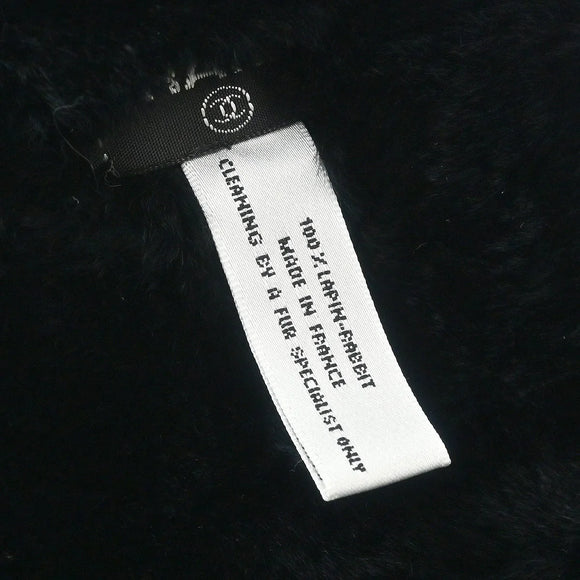 100% LAPIN-RABBIT
MADE IN FRANCE
CLEANING BY A FUR SPECIALIST ONLY